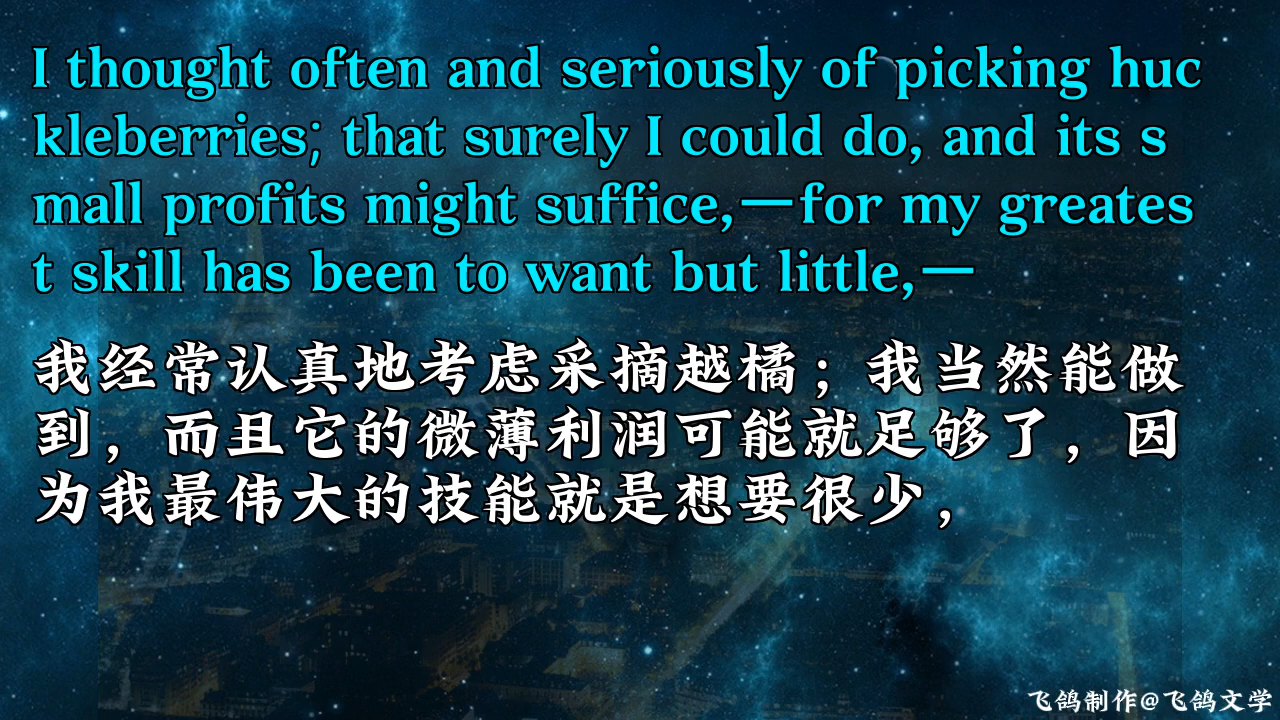 I thought often and seriously of picking huc
kleberries; that surely I could do, and its s
mall profits might suffice,—for my greates
t skill has been to want but little,—
我经常认真地考虑采摘越橘；我当然能做
到，而且它的微薄利润可能就足够了，因
为我最伟大的技能就是想要很少，
飞鸽制作@飞鸽文学